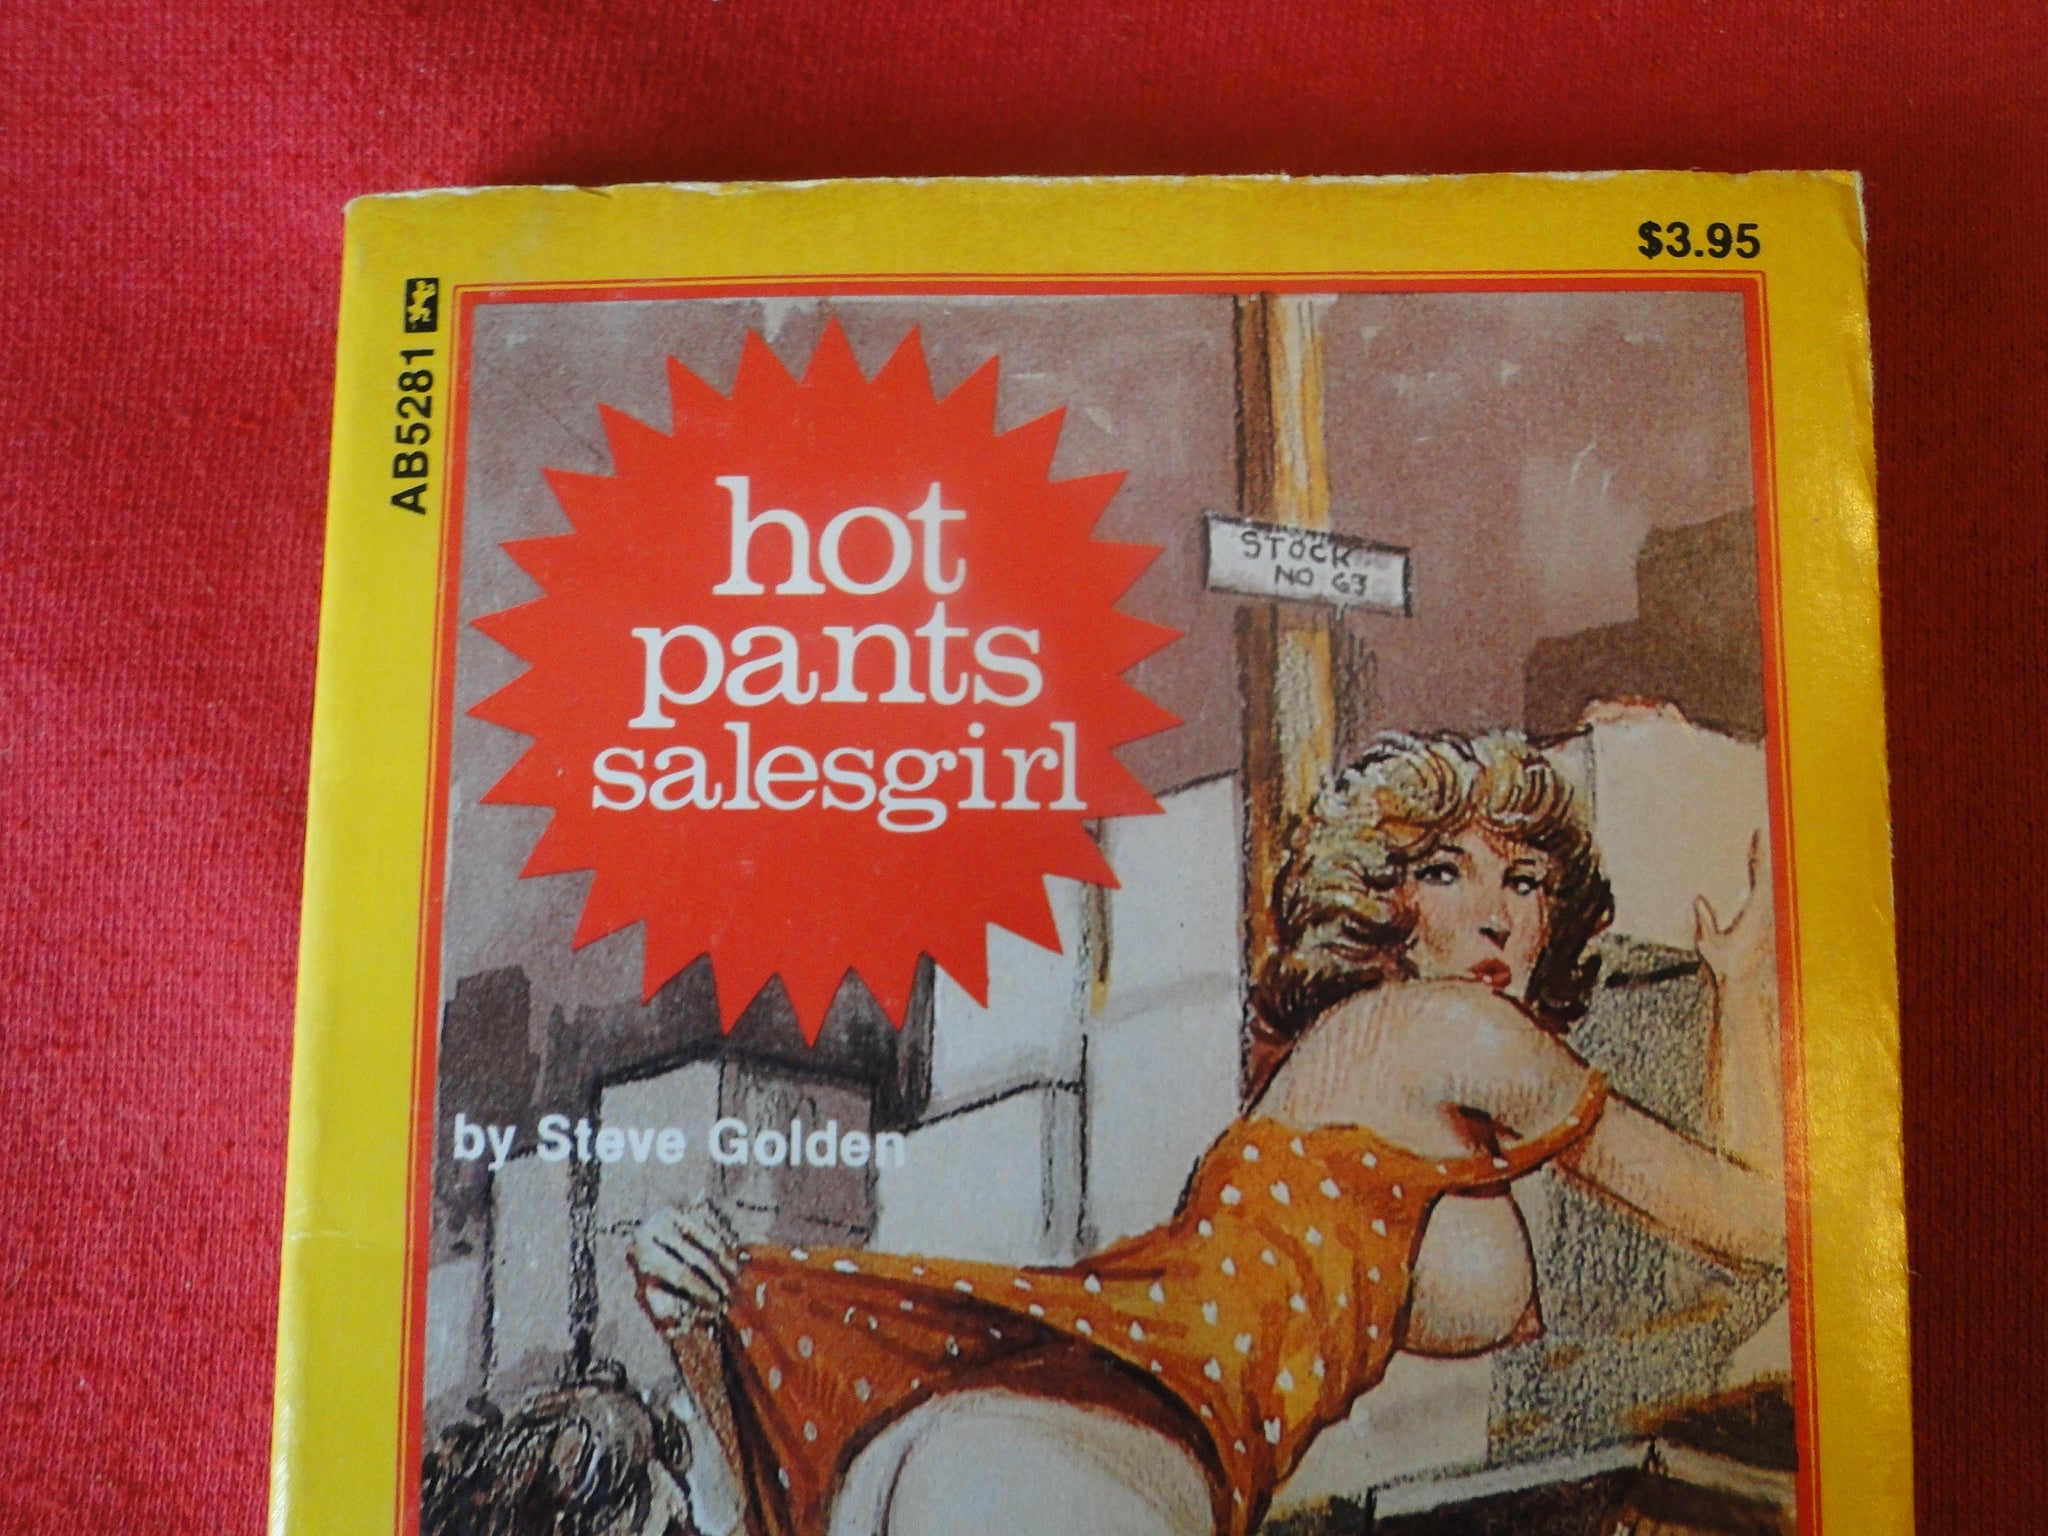 $3.95
AB5281
hot
pants
salesgirl
STOCK
NO 63
by Steve Golden